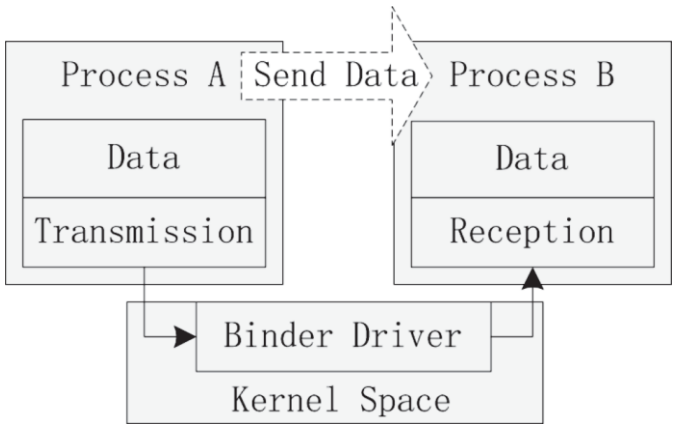 Process A
Send Data
Process B
Data
Data
Transmission
Reception
Binder Driver
Kernel Space